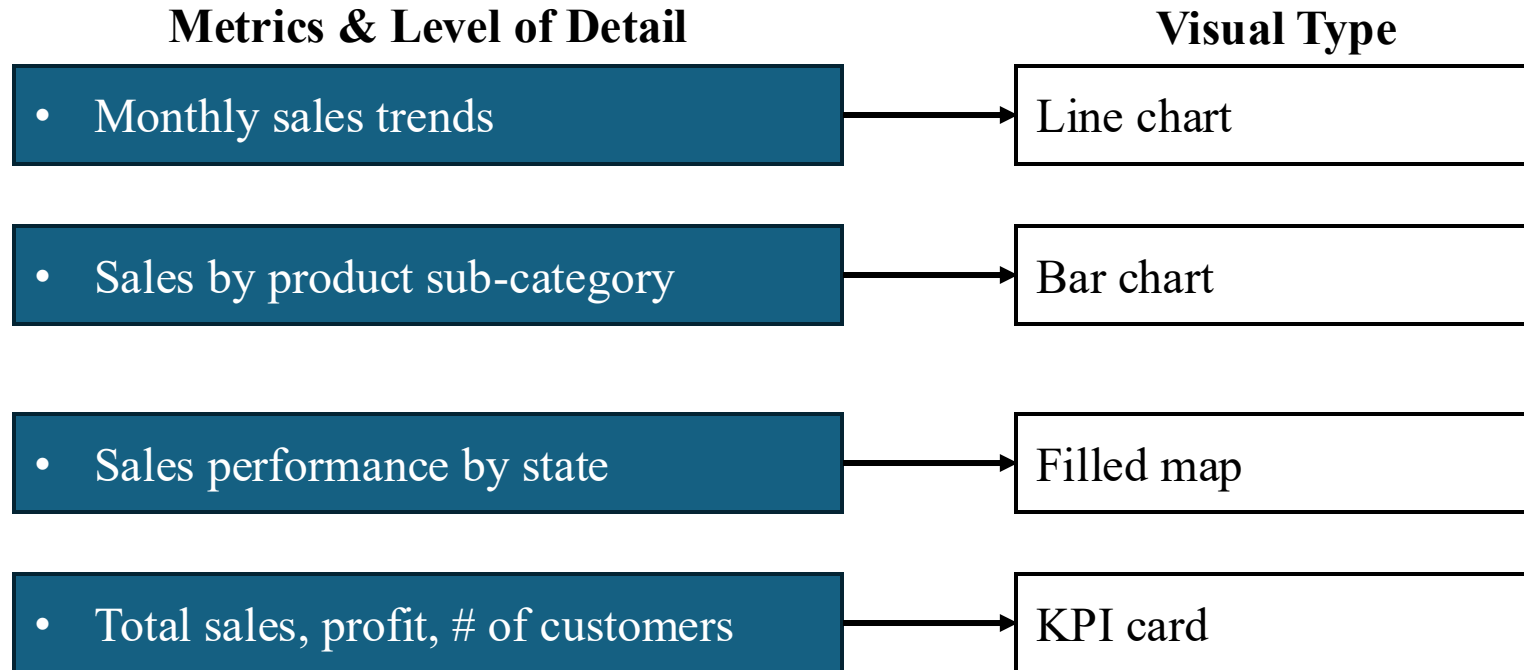 Metrics & Level of Detail
Visual Type
• Monthly sales trends
Line chart
• Sales by product sub-category
Bar chart
• Sales performance by state
Filled map
• Total sales, profit, # of customers
KPI card